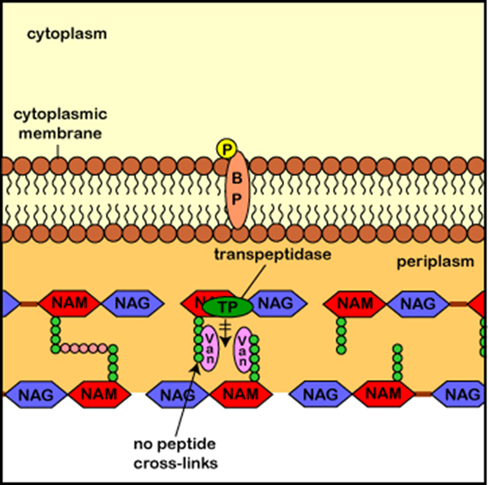 cytoplasm
cytoplasmic
membrane
P
B
P
transpeptidase
periplasm
NAM NAG TP NAG NAM NAG
Van Van
NAG NAM NAG NAM NAG NAM NAG
no peptide
cross-links